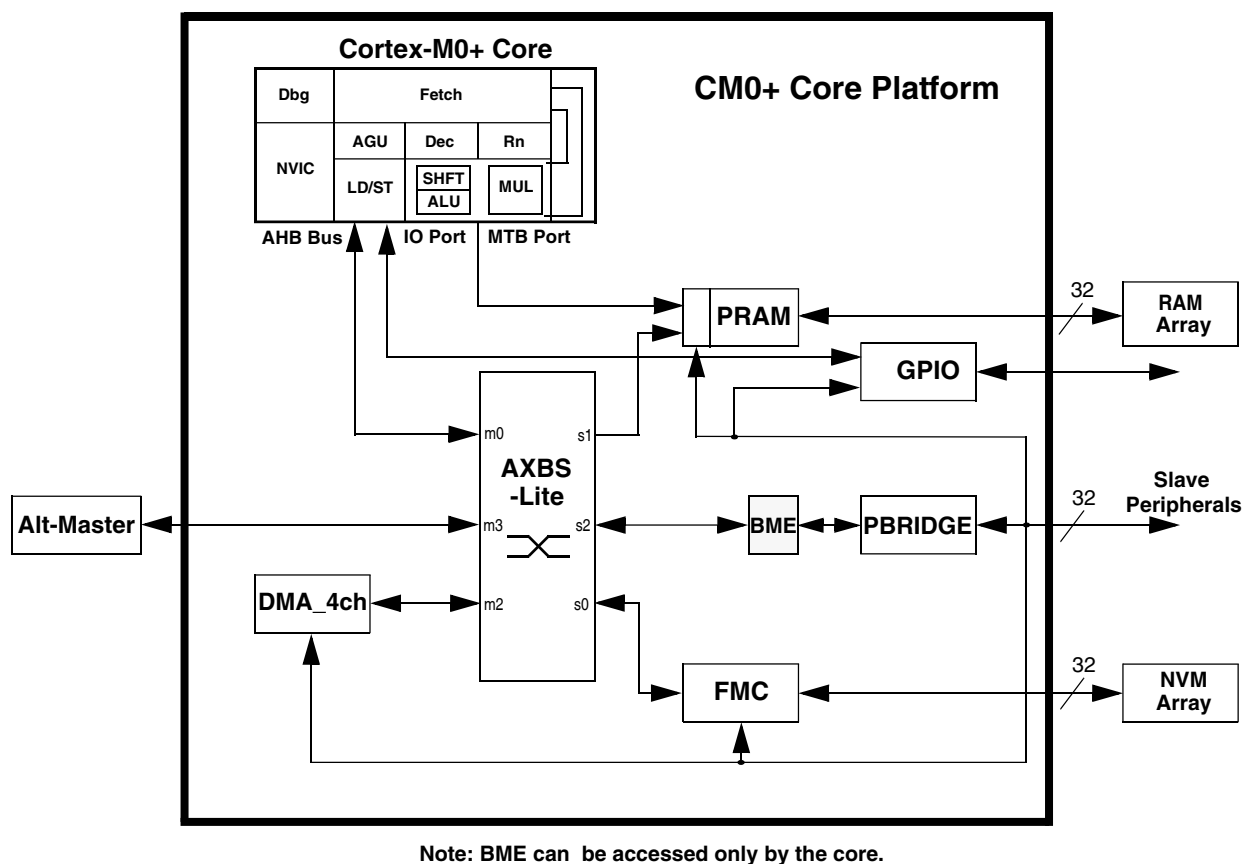 Cortex-M0+ Core
CM0+ Core Platform
Dbg
Fetch
NVIC
AGU
Dec
Rn
LD/ST
SHFT
ALU
MUL
AHB Bus
IO Port
MTB Port
PRAM
32
RAM
Array
GPIO
m0
s1
AXBS
-Lite
Alt-Master
m3
s2
BME
PBRIDGE
32
Slave
Peripherals
DMA_4ch
m2
s0
FMC
32
NVM
Array
Note: BME can be accessed only by the core.